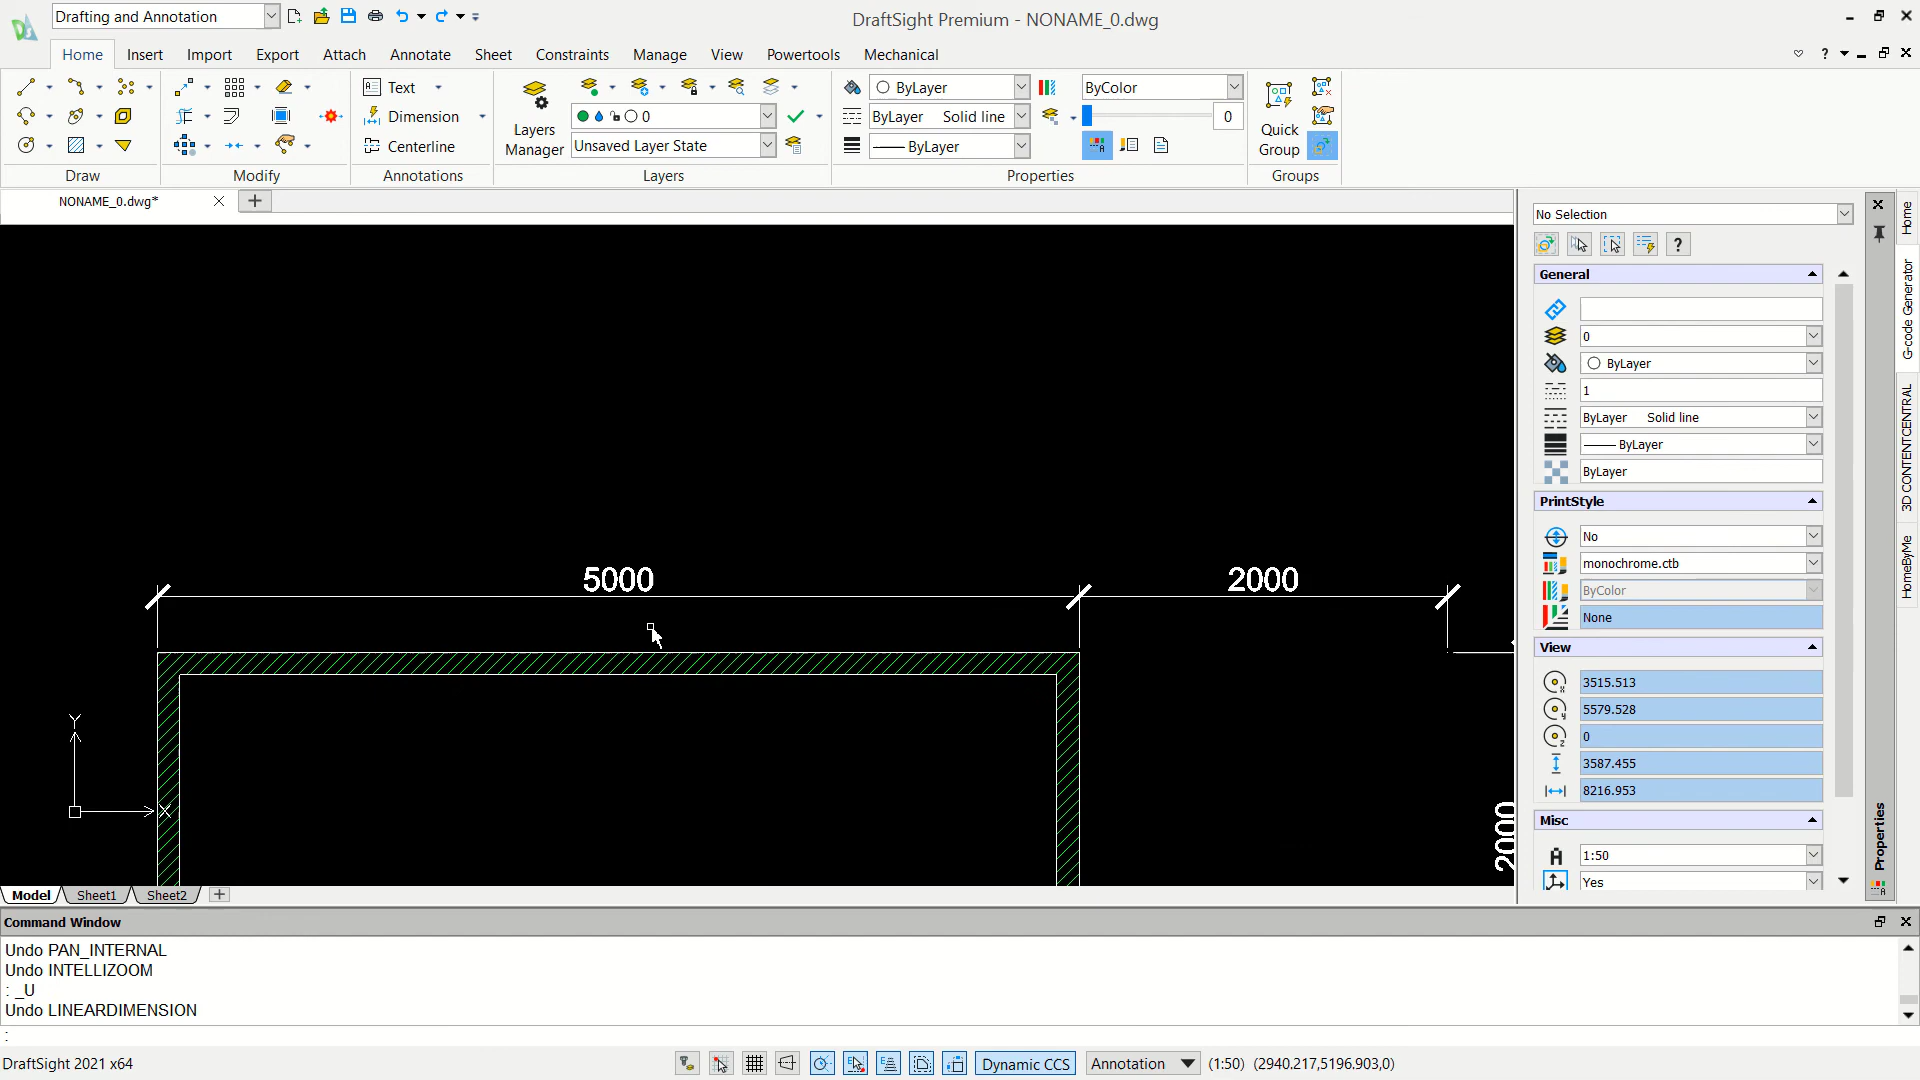 Drafting and Annotation
DraftSight Premium - NONAME_0.dwg
Home Insert Import Export Attach Annotate Sheet Constraints Manage View Powertools Mechanical
?
Text
Dimension
Centerline
Layers
Manager
0
Unsaved Layer State
ByLayer
ByLayer Solid line
ByLayer
ByColor
0
Quick
Group
Draw Modify Annotations Layers Properties Groups
NONAME_0.dwg*
5000
2000
2000
Y
X
No Selection
?
General
0
ByLayer
1
ByLayer Solid line
ByLayer
ByLayer
PrintStyle
No
monochrome.ctb
ByColor
None
View
3515.513
5579.528
0
3587.455
8216.953
Misc
1:50
Yes
Properties
Home
G-code Generator
3D CONTENTCENTRAL
HomeByMe
Model Sheet1 Sheet2
Command Window
Undo PAN_INTERNAL
Undo INTELLIZOOM
: _U
Undo LINEARDIMENSION
:
DraftSight 2021 x64
Dynamic CCS Annotation (1:50) (2940.217,5196.903,0)